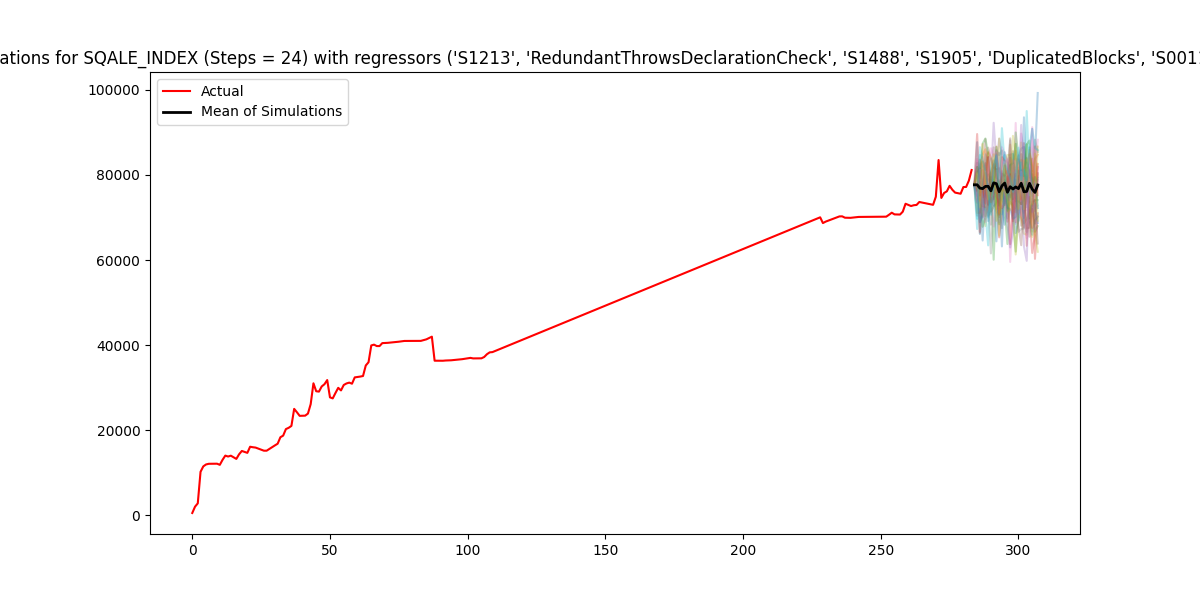 ations for SQALE_INDEX (Steps = 24) with regressors ('S1213', 'RedundantThrowsDeclarationCheck', 'S1488', 'S1905', 'DuplicatedBlocks',
Actual
Mean of Simulations
100000
80000
60000
40000
20000
0
0 50 100 150 200 250 300